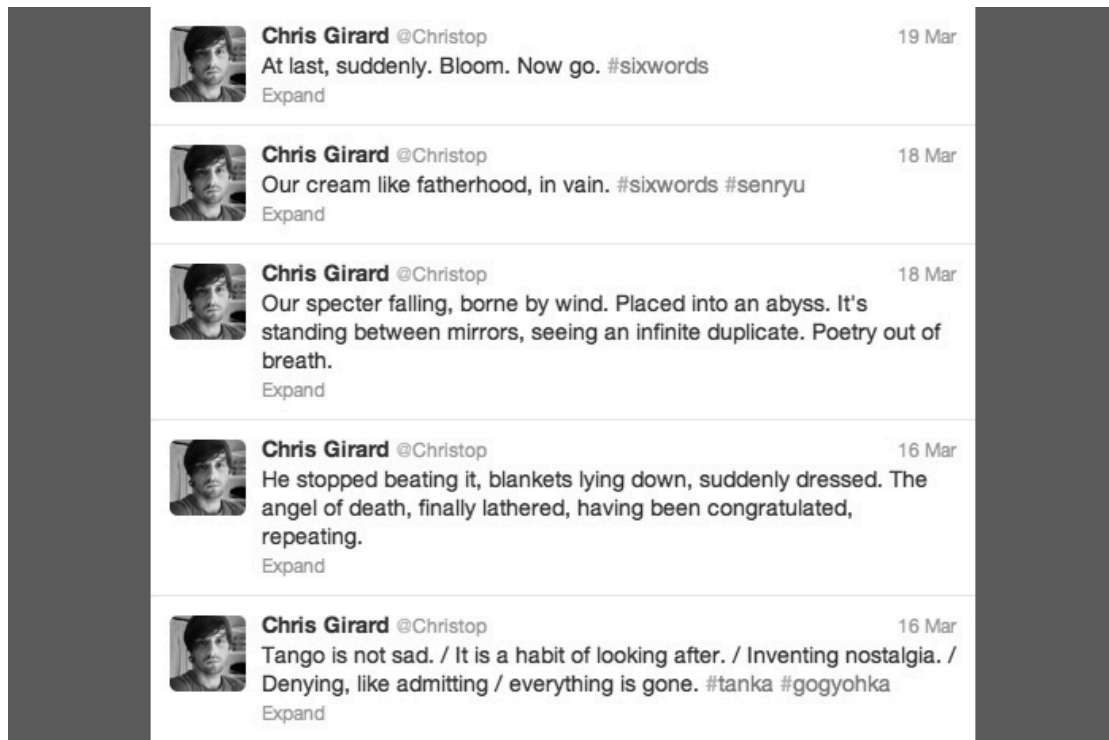 Chris Girard @Christop 19 Mar
At last, suddenly. Bloom. Now go. #sixwords
Expand
Chris Girard @Christop 18 Mar
Our cream like fatherhood, in vain. #sixwords #senryu
Expand
Chris Girard @Christop 18 Mar
Our specter falling, borne by wind. Placed into an abyss. It's
standing between mirrors, seeing an infinite duplicate. Poetry out of
breath.
Expand
Chris Girard @Christop 16 Mar
He stopped beating it, blankets lying down, suddenly dressed. The
angel of death, finally lathered, having been congratulated,
repeating.
Expand
Chris Girard @Christop 16 Mar
Tango is not sad. / It is a habit of looking after. / Inventing nostalgia. /
Denying, like admitting / everything is gone. #tanka #gogyohka
Expand